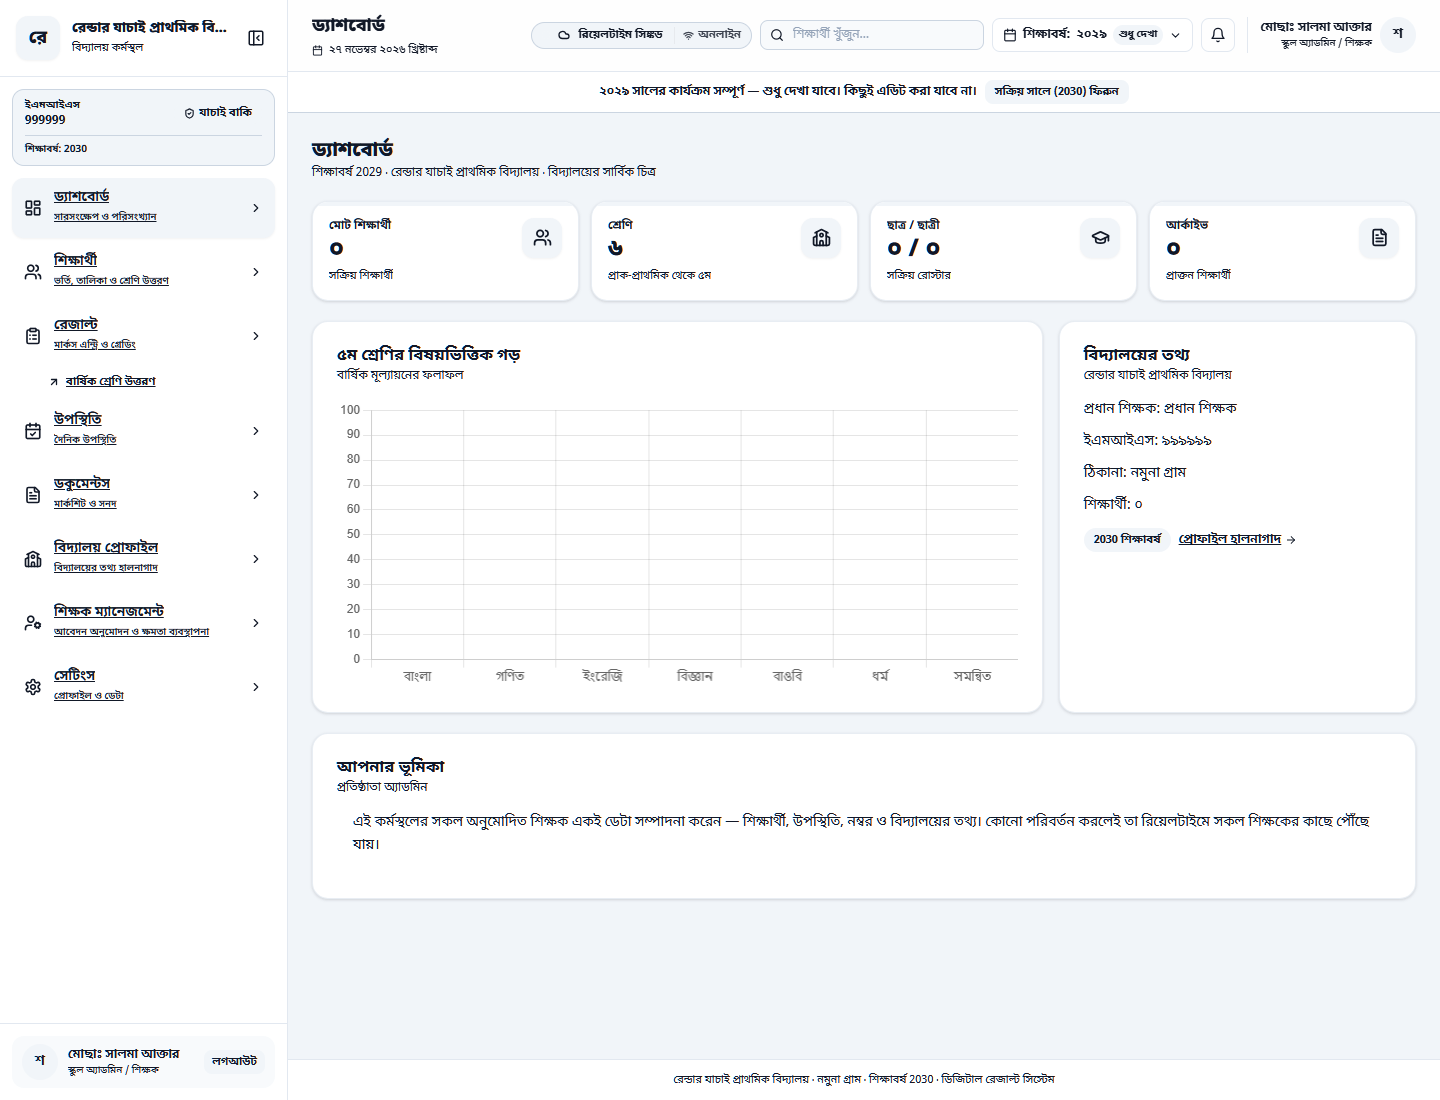 রে
রেন্ডার যাচাই প্রাথমিক বি...
বিদ্যালয় কর্মস্থল
ইএমআইএস
999999
যাচাই বাকি
শিক্ষাবর্ষ: 2030
ড্যাশবোর্ড
সারসংক্ষেপ ও পরিসংখ্যান
শিক্ষার্থী
ভর্তি, তালিকা ও শ্রেণি উত্তরণ
রেজাল্ট
মার্কস এন্ট্রি ও গ্রেডিং
বার্ষিক শ্রেণি উত্তরণ
উপস্থিতি
দৈনিক উপস্থিতি
ডকুমেন্টস
মার্কশিট ও সনদ
বিদ্যালয় প্রোফাইল
বিদ্যালয়ের তথ্য হালনাগাদ
শিক্ষক ম্যানেজমেন্ট
আবেদন অনুমোদন ও ক্ষমতা ব্যবস্থাপনা
সেটিংস
প্রোফাইল ও ডেটা
শ
মোছাঃ সালমা আক্তার
স্কুল অ্যাডমিন / শিক্ষক
লগআউট
ড্যাশবোর্ড
২৭ নভেম্বর ২০২৬ খ্রিষ্টাব্দ
রিয়েলটাইম সিঙ্কড
অনলাইন
শিক্ষার্থী খুঁজুন...
শিক্ষাবর্ষ: ২০২৯ শুধু দেখা
মোছাঃ সালমা আক্তার
স্কুল অ্যাডমিন / শিক্ষক
শ
২০২৯ সালের কার্যক্রম সম্পূর্ণ — শুধু দেখা যাবে। কিছুই এডিট করা যাবে না।
সক্রিয় সালে (2030) ফিরুন
ড্যাশবোর্ড
শিক্ষাবর্ষ 2029 · রেন্ডার যাচাই প্রাথমিক বিদ্যালয় · বিদ্যালয়ের সার্বিক চিত্র
মোট শিক্ষার্থী
০
সক্রিয় শিক্ষার্থী
শ্রেণি
৬
প্রাক-প্রাথমিক থেকে ৫ম
ছাত্র / ছাত্রী
০ / ০
সক্রিয় রোস্টার
আর্কাইভ
০
প্রাক্তন শিক্ষার্থী
৫ম শ্রেণির বিষয়ভিত্তিক গড়
বার্ষিক মূল্যায়নের ফলাফল
100
90
80
70
60
50
40
30
20
10
0
বাংলা
গণিত
ইংরেজি
বিজ্ঞান
বাওবি
ধর্ম
সমন্বিত
বিদ্যালয়ের তথ্য
রেন্ডার যাচাই প্রাথমিক বিদ্যালয়
প্রধান শিক্ষক: প্রধান শিক্ষক
ইএমআইএস: ৯৯৯৯৯৯
ঠিকানা: নমুনা গ্রাম
শিক্ষার্থী: ০
2030 শিক্ষাবর্ষ
প্রোফাইল হালনাগাদ
আপনার ভূমিকা
প্রতিষ্ঠাতা অ্যাডমিন
এই কর্মস্থলের সকল অনুমোদিত শিক্ষক একই ডেটা সম্পাদনা করেন — শিক্ষার্থী, উপস্থিতি, নম্বর ও বিদ্যালয়ের তথ্য। কোনো পরিবর্তন করলেই তা রিয়েলটাইমে সকল শিক্ষকের কাছে পৌঁছে
যায়।
রেন্ডার যাচাই প্রাথমিক বিদ্যালয় · নমুনা গ্রাম · শিক্ষাবর্ষ 2030 · ডিজিটাল রেজাল্ট সিস্টেম